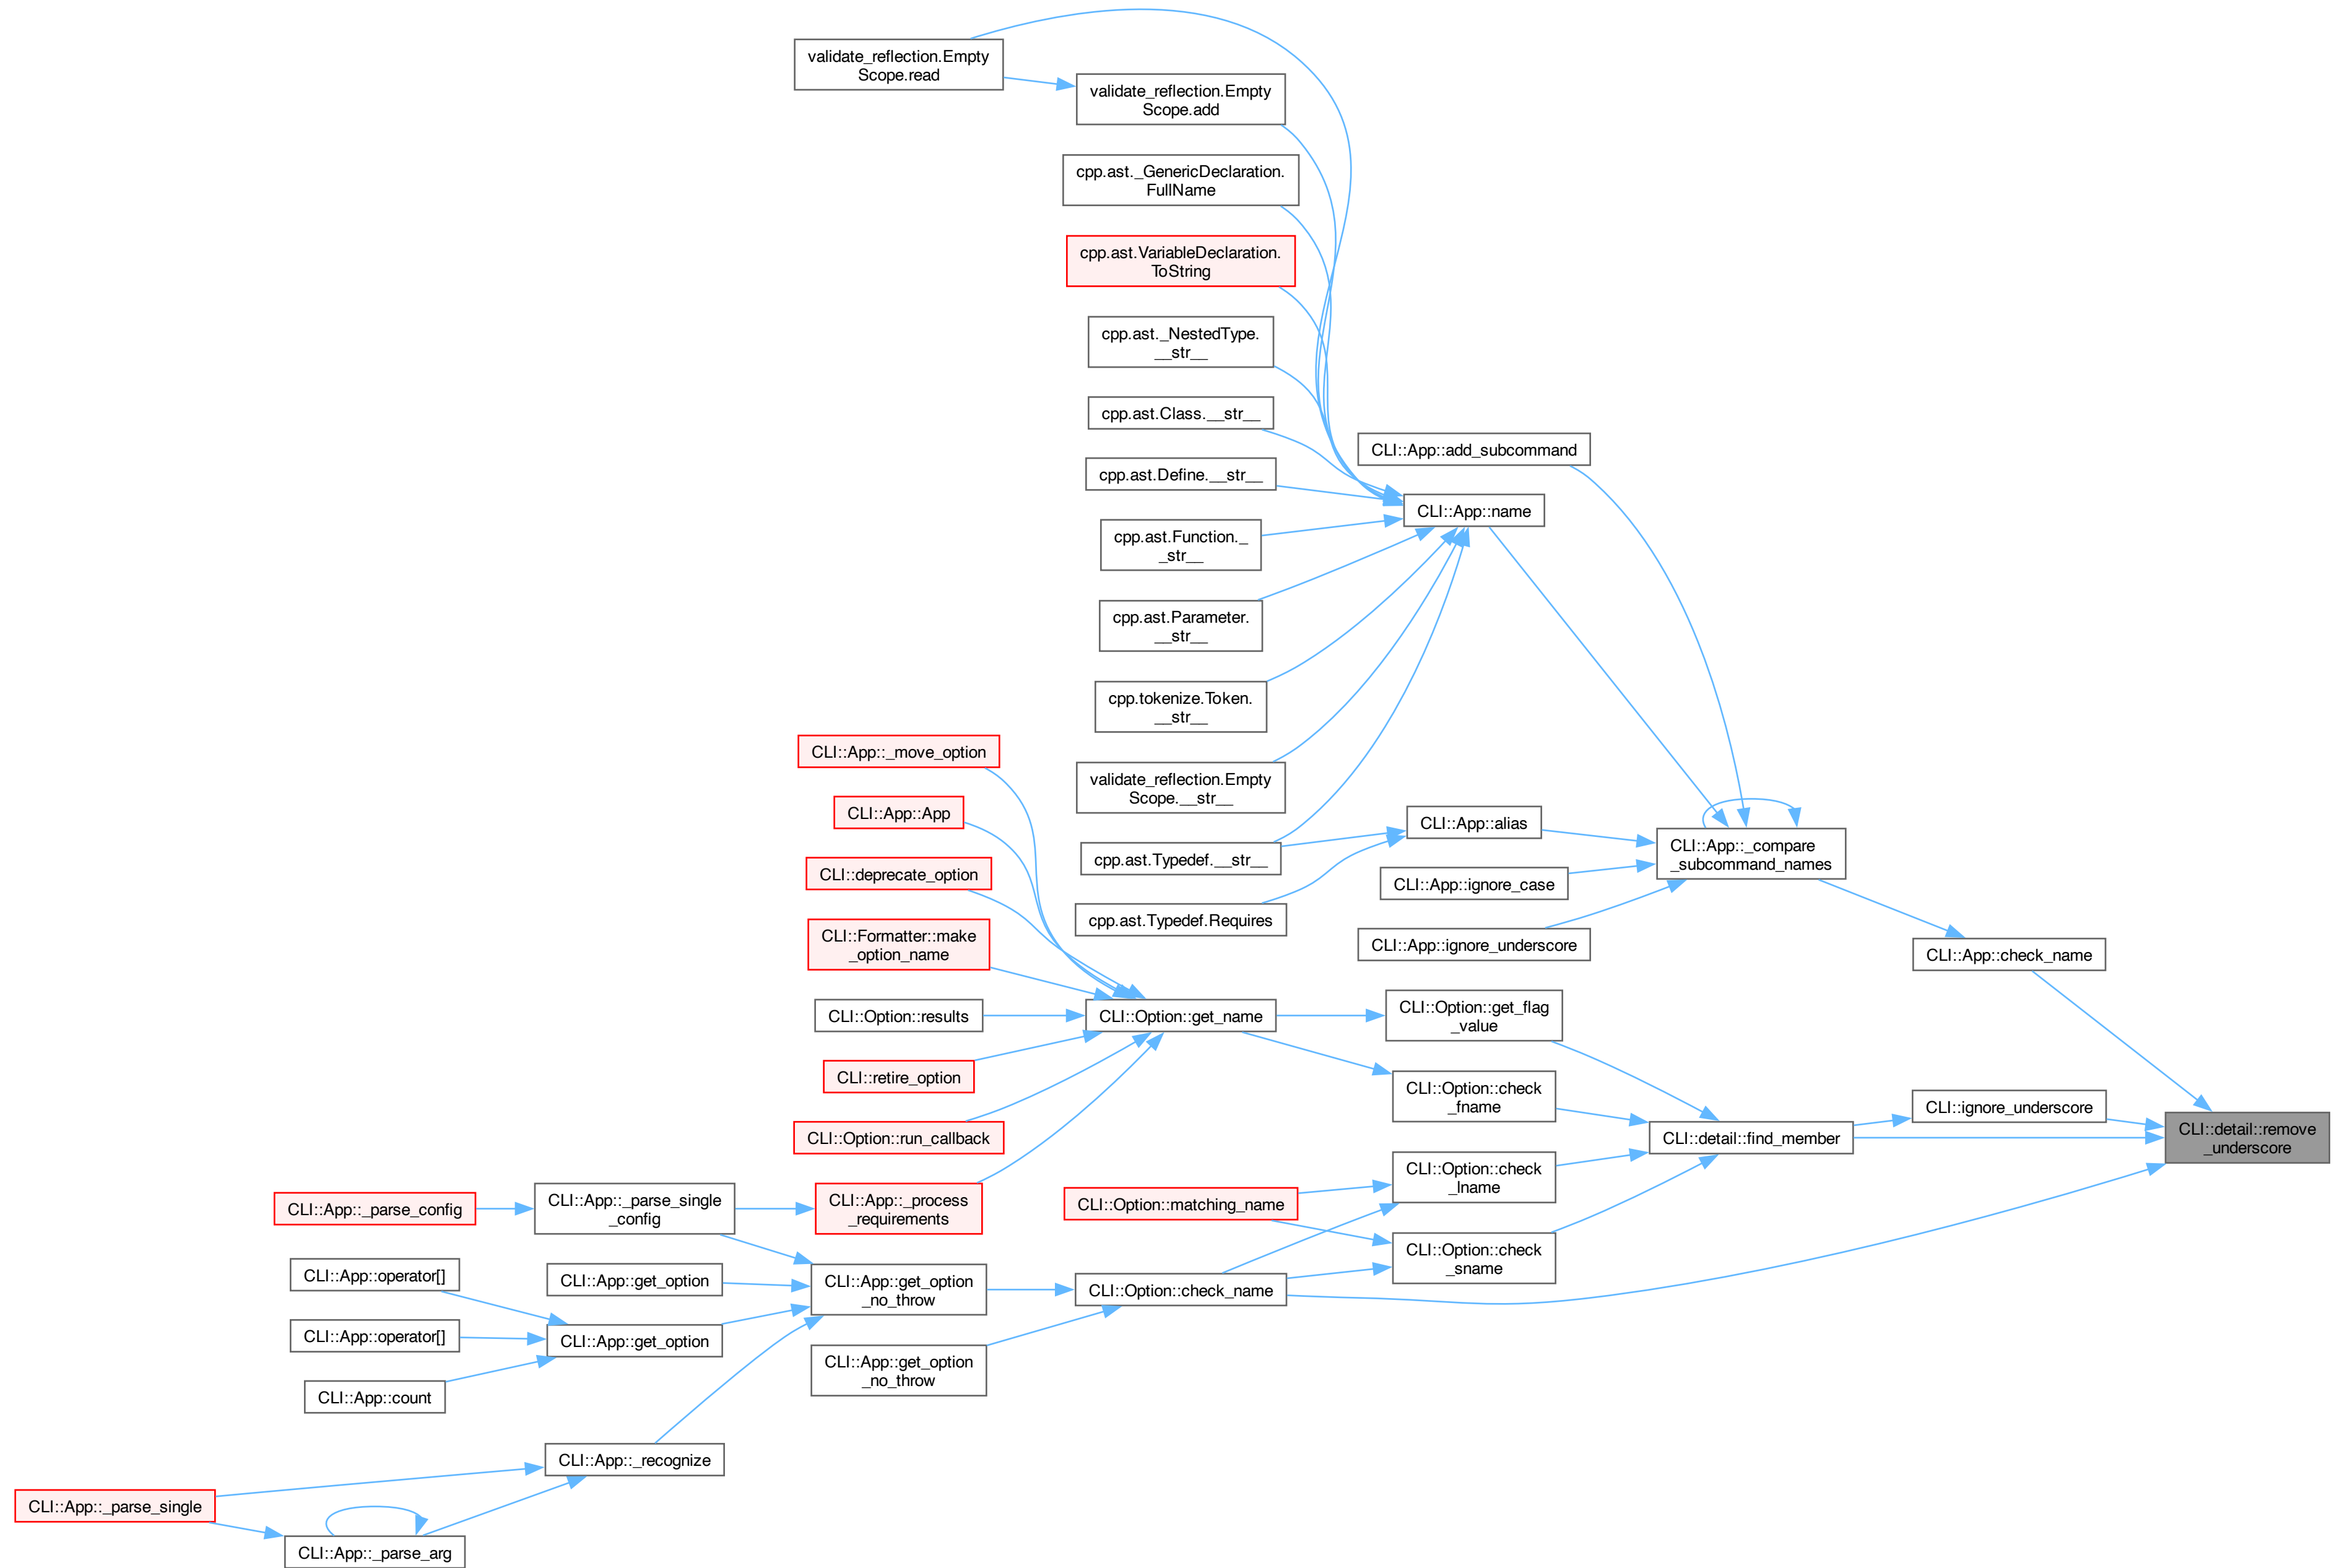 validate_reflection.Empty
Scope.read
validate_reflection.Empty
Scope.add
cpp.ast._GenericDeclaration.
FullName
cpp.ast.VariableDeclaration.
ToString
cpp.ast._NestedType.
__str__
cpp.ast.Class.__str__
CLI::App::add_subcommand
cpp.ast.Define.__str__
CLI::App::name
cpp.ast.Function._
_str__
cpp.ast.Parameter.
__str__
cpp.tokenize.Token.
__str__
CLI::App::_move_option
validate_reflection.Empty
Scope.__str__
CLI::App::App
CLI::App::alias
CLI::App::_compare
_subcommand_names
cpp.ast.Typedef.__str__
CLI::deprecate_option
CLI::App::ignore_case
cpp.ast.Typedef.Requires
CLI::Formatter::make
_option_name
CLI::App::ignore_underscore
CLI::App::check_name
CLI::Option::results
CLI::Option::get_name
CLI::Option::get_flag
_value
CLI::retire_option
CLI::Option::check
_fname
CLI::ignore_underscore
CLI::Option::run_callback
CLI::detail::find_member
CLI::detail::remove
_underscore
CLI::Option::check
_lname
CLI::App::_parse_config
CLI::App::_parse_single
_config
CLI::App::_process
_requirements
CLI::Option::matching_name
CLI::Option::check
_sname
CLI::App::operator[]
CLI::App::get_option
CLI::App::get_option
_no_throw
CLI::Option::check_name
CLI::App::operator[]
CLI::App::get_option
CLI::App::get_option
_no_throw
CLI::App::count
CLI::App::_recognize
CLI::App::_parse_single
CLI::App::_parse_arg